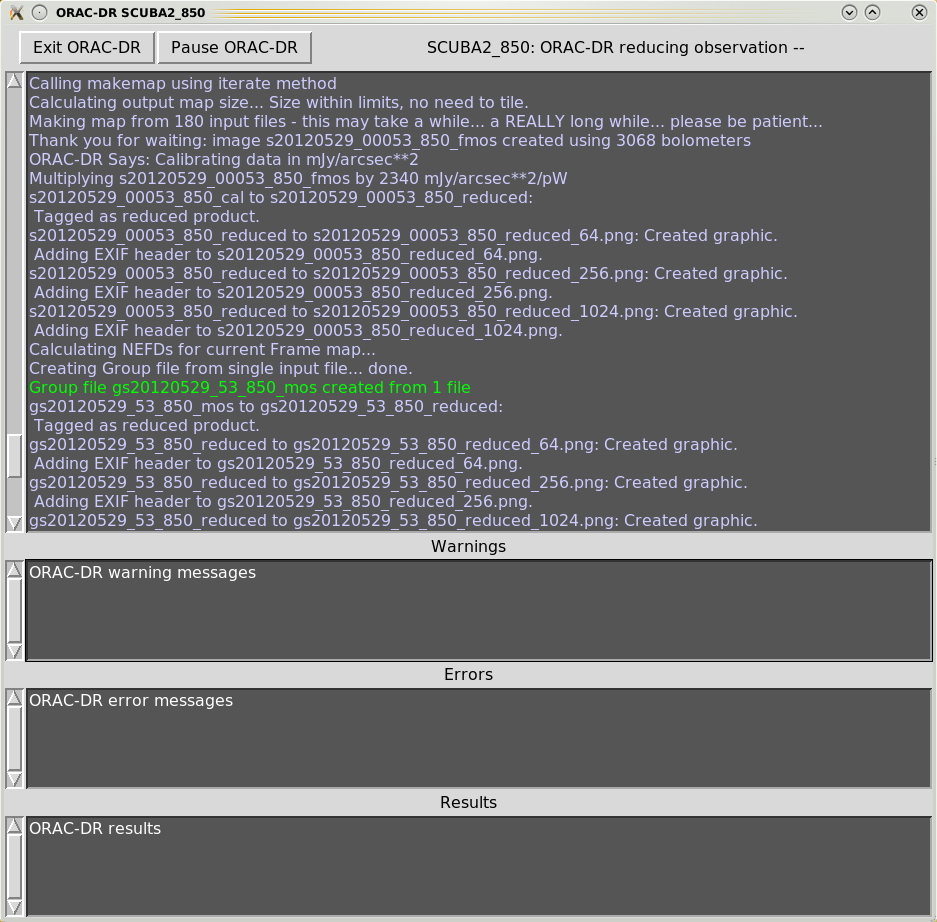 ORAC-DR SCUBA2_850
Exit ORAC-DR
Pause ORAC-DR
SCUBA2_850: ORAC-DR reducing observation --
Calling makemap using iterate method
Calculating output map size... Size within limits, no need to tile.
Making map from 180 input files - this may take a while... a REALLY long while... please be patient...
Thank you for waiting: image s20120529_00053_850_fmos created using 3068 bolometers
ORAC-DR Says: Calibrating data in mJy/arcsec**2
Multiplying s20120529_00053_850_fmos by 2340 mJy/arcsec**2/pW
s20120529_00053_850_cal to s20120529_00053_850_reduced:
Tagged as reduced product.
s20120529_00053_850_reduced to s20120529_00053_850_reduced_64.png: Created graphic.
Adding EXIF header to s20120529_00053_850_reduced_64.png.
s20120529_00053_850_reduced to s20120529_00053_850_reduced_256.png: Created graphic.
Adding EXIF header to s20120529_00053_850_reduced_256.png.
s20120529_00053_850_reduced to s20120529_00053_850_reduced_1024.png: Created graphic.
Adding EXIF header to s20120529_00053_850_reduced_1024.png.
Calculating NEFDs for current Frame map...
Creating Group file from single input file... done.
Group file gs20120529_53_850_mos created from 1 file
gs20120529_53_850_mos to gs20120529_53_850_reduced:
Tagged as reduced product.
gs20120529_53_850_reduced to gs20120529_53_850_reduced_64.png: Created graphic.
Adding EXIF header to gs20120529_53_850_reduced_64.png.
gs20120529_53_850_reduced to gs20120529_53_850_reduced_256.png: Created graphic.
Adding EXIF header to gs20120529_53_850_reduced_256.png.
gs20120529_53_850_reduced to gs20120529_53_850_reduced_1024.png: Created graphic.
Warnings
ORAC-DR warning messages
Errors
ORAC-DR error messages
Results
ORAC-DR results